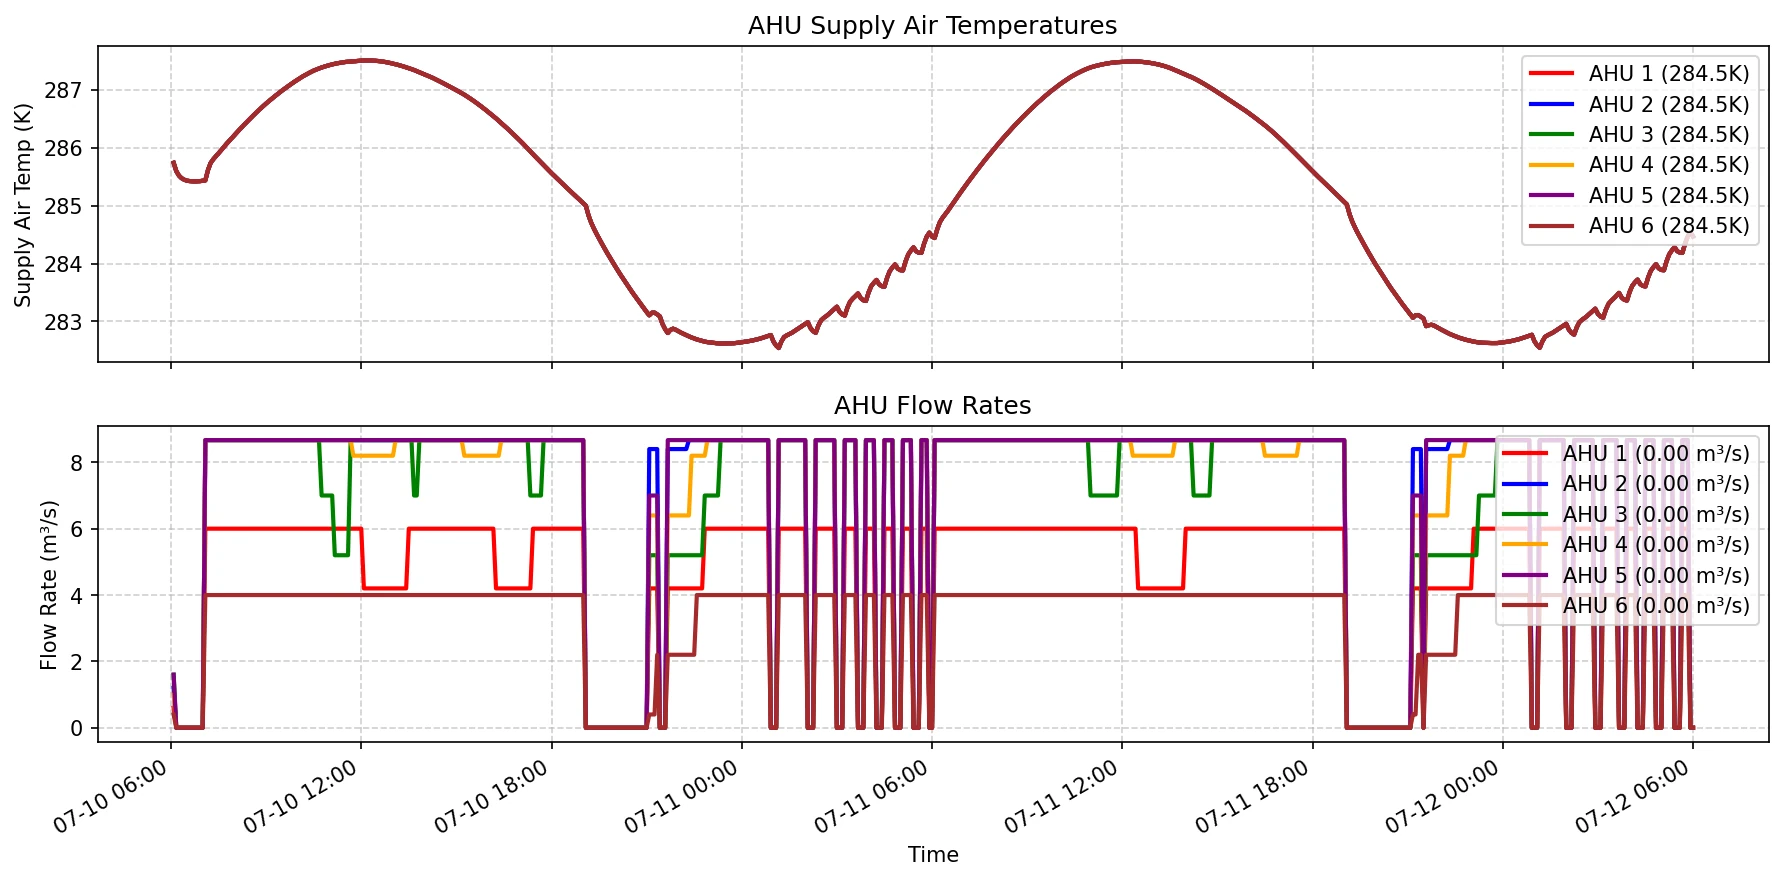 AHU Supply Air Temperatures
Supply Air Temp (K)
287
286
285
284
283
AHU 1 (284.5K)
AHU 2 (284.5K)
AHU 3 (284.5K)
AHU 4 (284.5K)
AHU 5 (284.5K)
AHU 6 (284.5K)
AHU Flow Rates
Flow Rate (m³/s)
8
6
4
2
0
AHU 1 (0.00 m³/s)
AHU 2 (0.00 m³/s)
AHU 3 (0.00 m³/s)
AHU 4 (0.00 m³/s)
AHU 5 (0.00 m³/s)
AHU 6 (0.00 m³/s)
07-10 06:00
07-10 12:00
07-10 18:00
07-11 00:00
07-11 06:00
07-11 12:00
07-11 18:00
07-12 00:00
07-12 06:00
Time